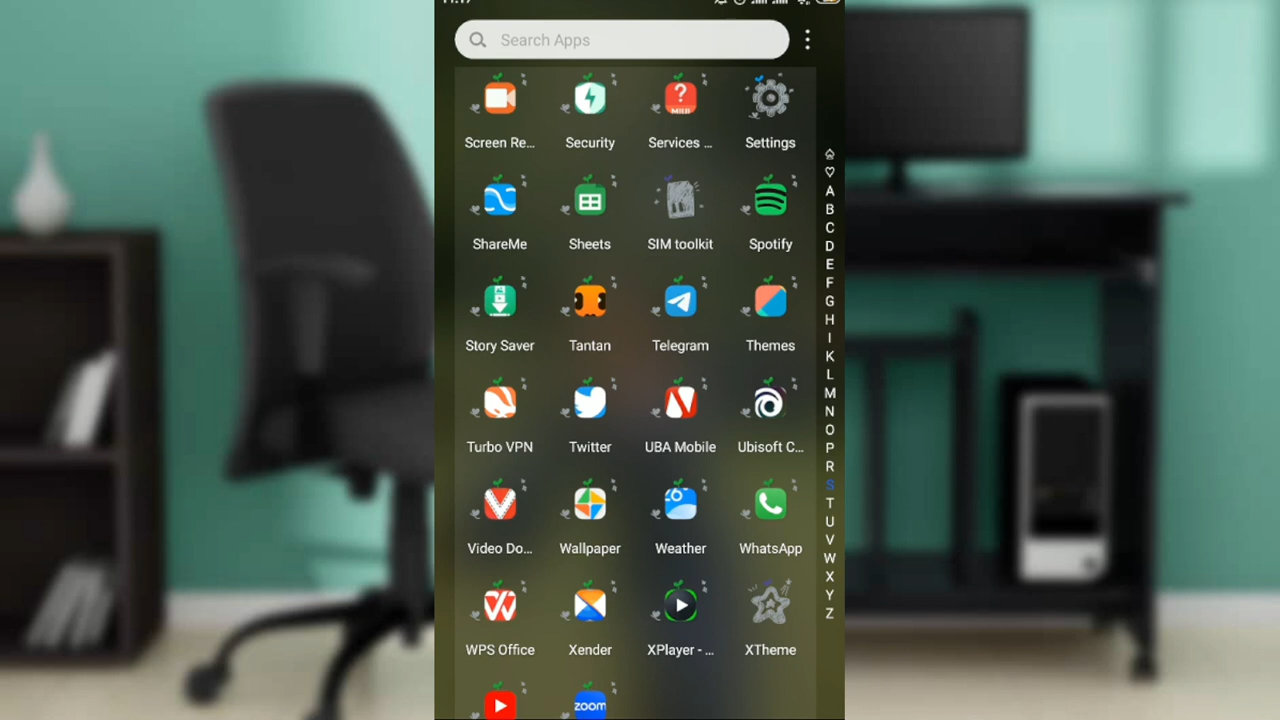 Search Apps
MIUI
Screen Re... Security Services ... Settings
ShareMe Sheets SIM toolkit Spotify
Story Saver Tantan Telegram Themes
Turbo VPN Twitter UBA Mobile Ubisoft C...
Video Do... Wallpaper Weather WhatsApp
WPS Office Xender XPlayer - ... XTheme
zoom
A
B
C
D
E
F
G
H
I
K
L
M
N
O
P
R
S
T
U
V
W
X
Y
Z